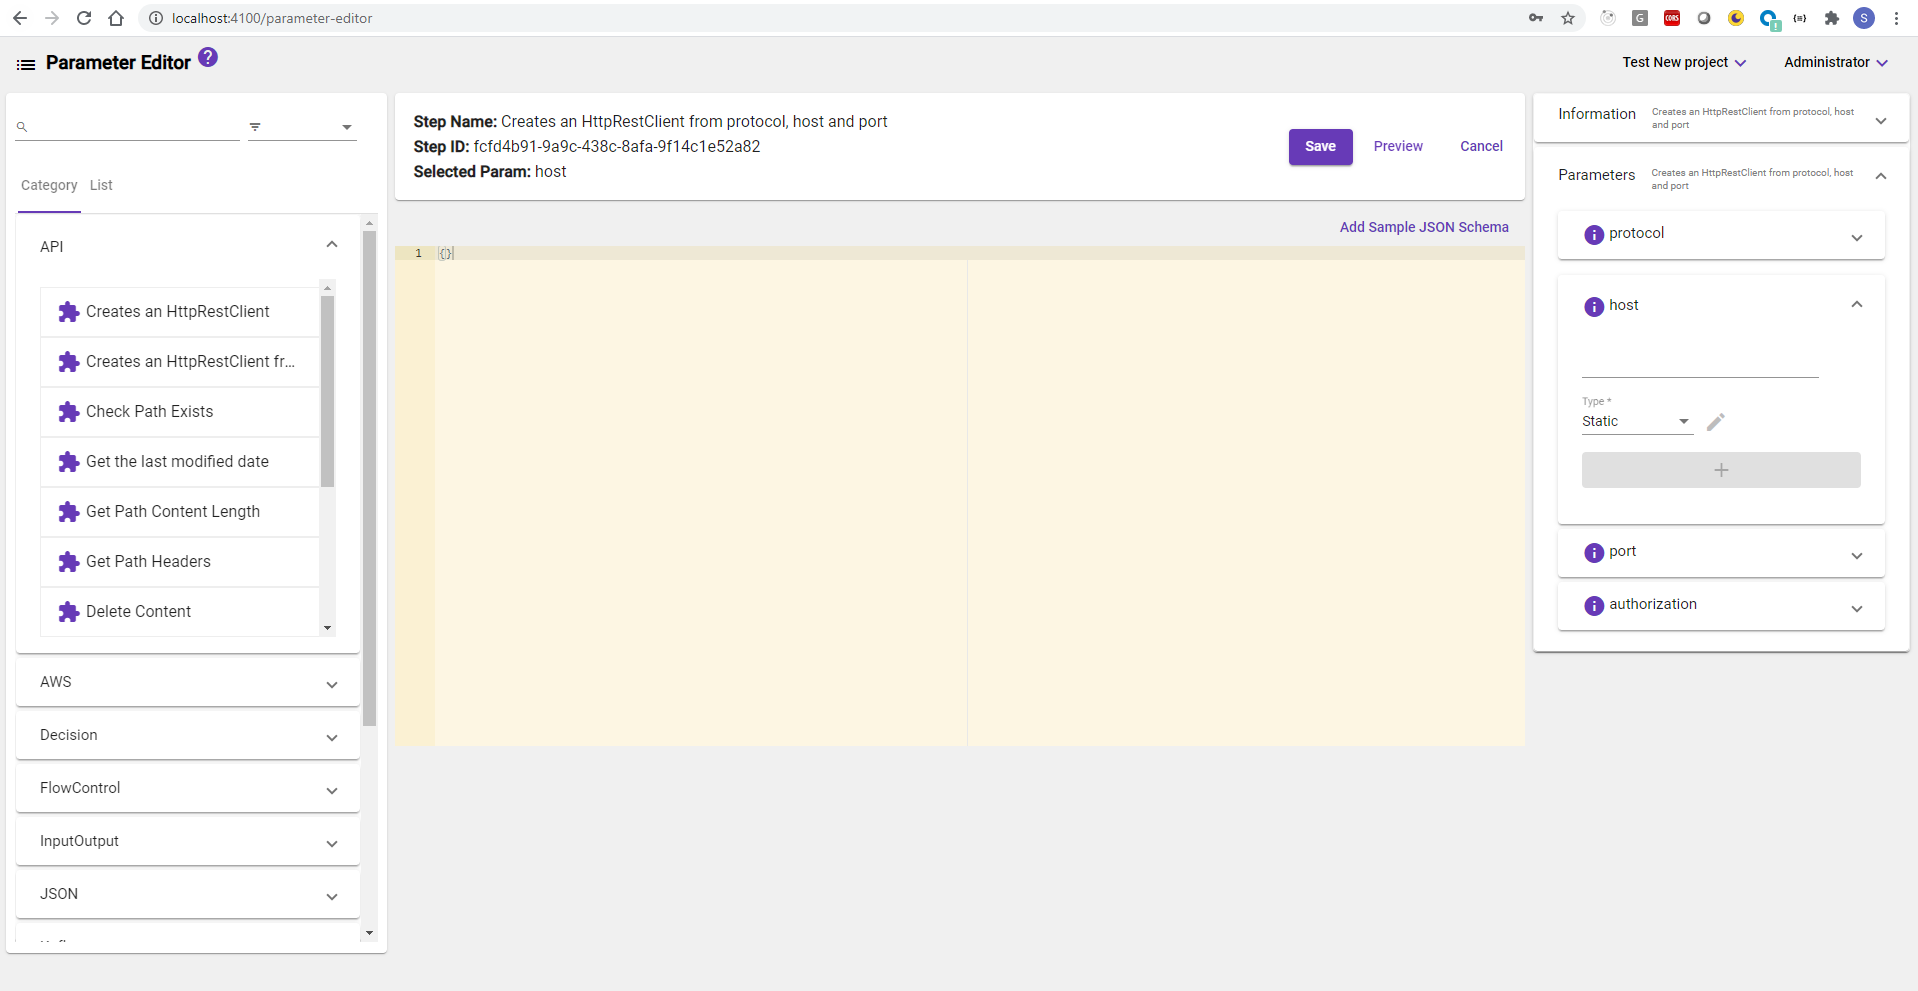 localhost:4100/parameter-editor
G
CORS
S
Parameter Editor ?
Test New project
Administrator
Category List
API
Creates an HttpRestClient
Creates an HttpRestClient fr...
Check Path Exists
Get the last modified date
Get Path Content Length
Get Path Headers
Delete Content
AWS
Decision
FlowControl
InputOutput
JSON
Step Name: Creates an HttpRestClient from protocol, host and port
Step ID: fcfd4b91-9a9c-438c-8afa-9f14c1e52a82
Selected Param: host
Save
Preview
Cancel
Add Sample JSON Schema
1 {}
Information
Creates an HttpRestClient from protocol, host
and port
Parameters
Creates an HttpRestClient from protocol, host
and port
protocol
host
Type *
Static
port
authorization